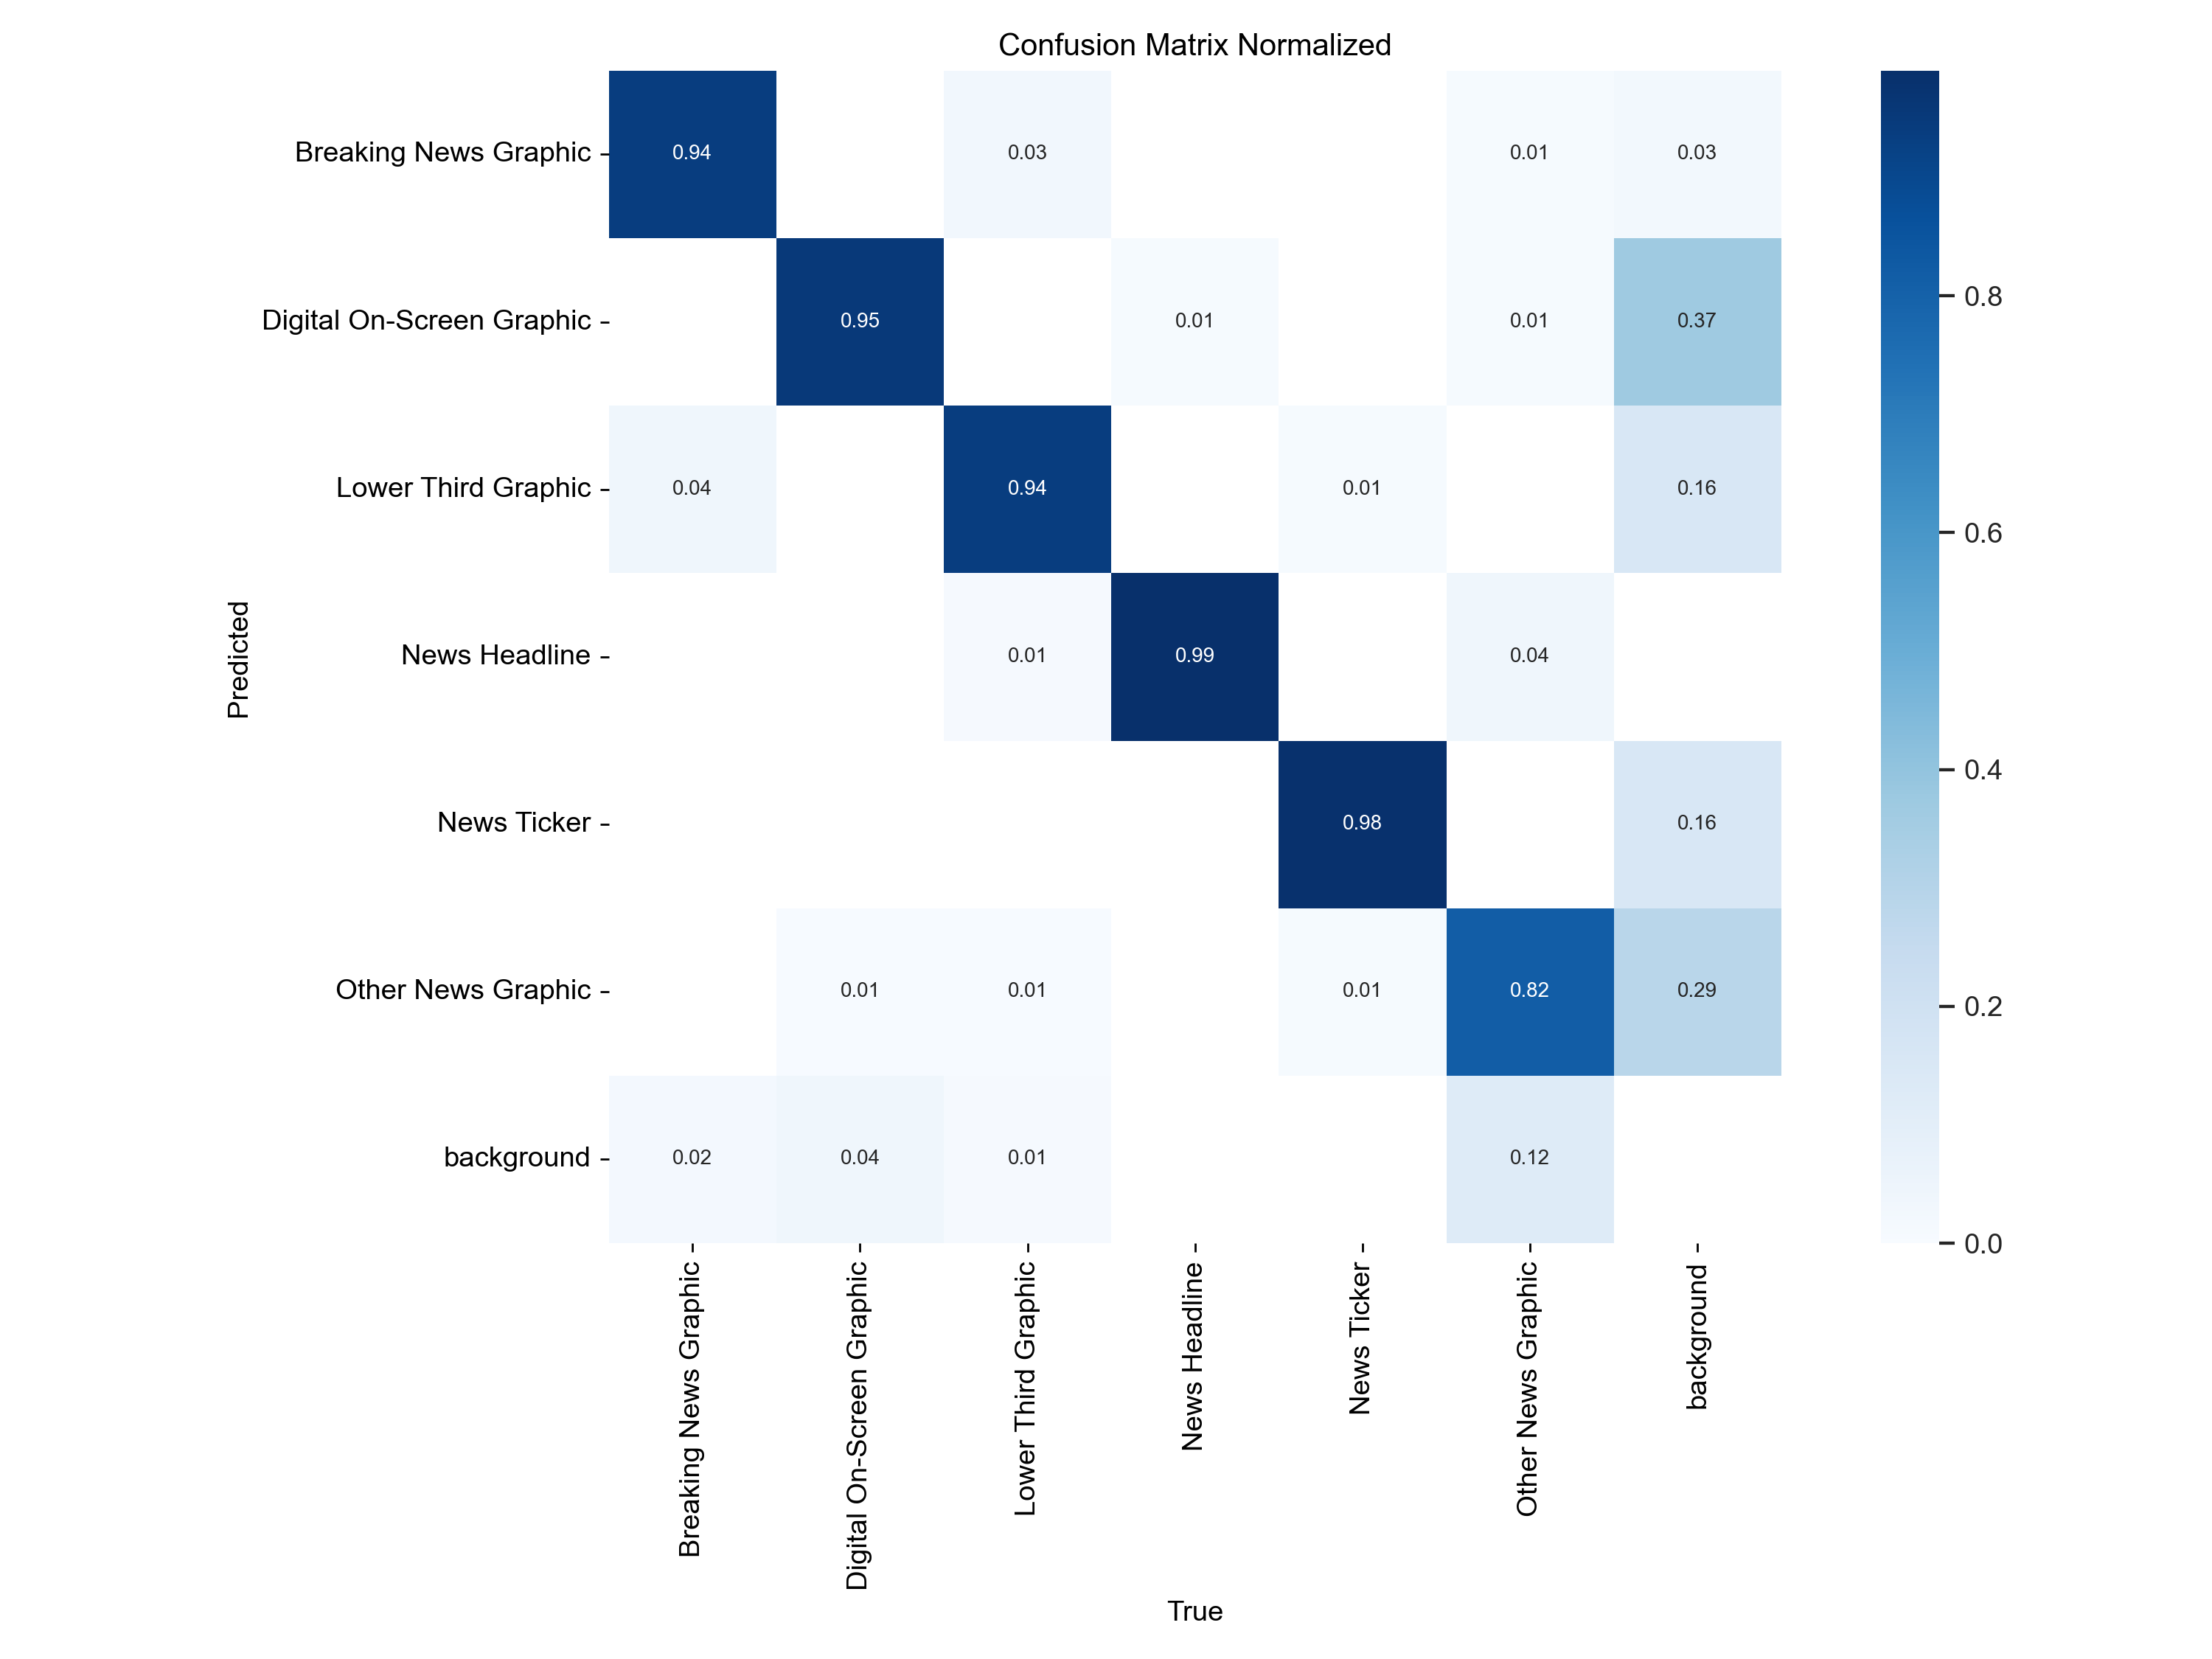 Confusion Matrix Normalized
Breaking News Graphic 0.94 0.03 0.01 0.03
Digital On-Screen Graphic 0.95 0.01 0.01 0.37
Lower Third Graphic 0.04 0.94 0.01 0.16
News Headline 0.01 0.99 0.04
News Ticker 0.98 0.16
Other News Graphic 0.01 0.01 0.01 0.82 0.29
background 0.02 0.04 0.01 0.12
Predicted
Breaking News Graphic
Digital On-Screen Graphic
Lower Third Graphic
News Headline
News Ticker
Other News Graphic
background
True
0.8
0.6
0.4
0.2
0.0